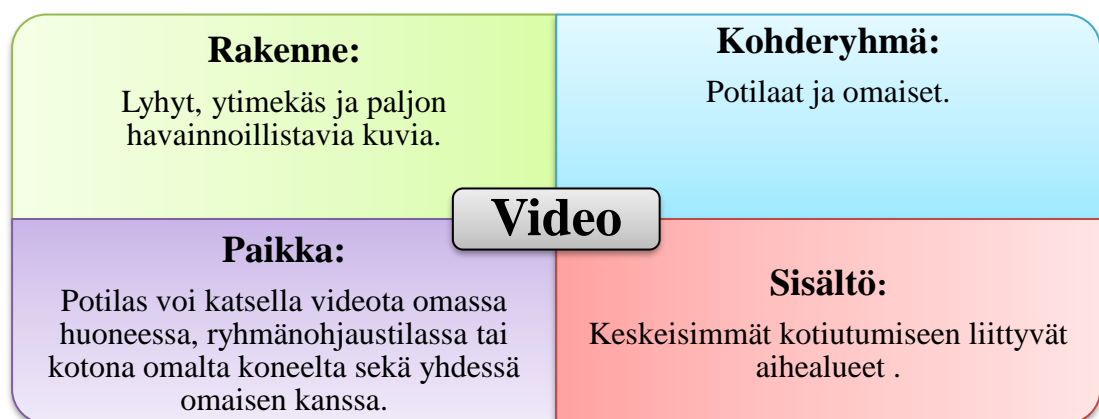 Rakenne:
Lyhyt, ytimekäs ja paljon
havainnoillistavia kuvia.
Kohderyhmä:
Potilaat ja omaiset.
Video
Paikka:
Potilas voi katsella videota omassa
huoneessa, ryhmänohjaustilassa tai
kotona omalta koneelta sekä yhdessä
omaisen kanssa.
Sisältö:
Keskeisimmät kotiutumiseen liittyvät
aihealueet .